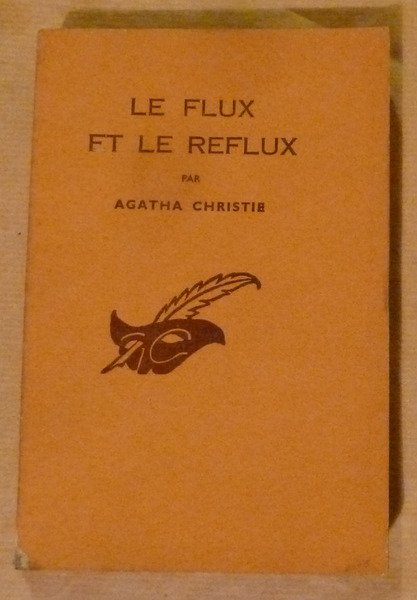 LE FLUX
FT LE REFLUX
PAR
AGATHA CHRISTIE